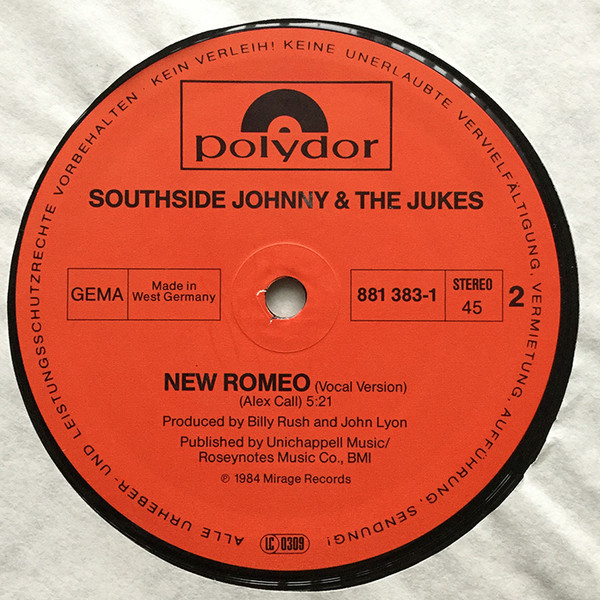 ALLE URHEBER- UND LEISTUNGSSCHUTZRECHTE VORBEHALTEN · KEIN VERLEIH! KEINE UNERLAUBTE VERVIELFÄLTIGUNG, VERMIETUNG, AUFFÜHRUNG, SENDUNG!
polydor
SOUTHSIDE JOHNNY & THE JUKES
GEMA
Made in
West Germany
881 383-1
STEREO
45
2
NEW ROMEO (Vocal Version)
(Alex Call) 5:21
Produced by Billy Rush and John Lyon
Published by Unichappell Music/
Roseynotes Music Co., BMI
℗ 1984 Mirage Records
LC 0309